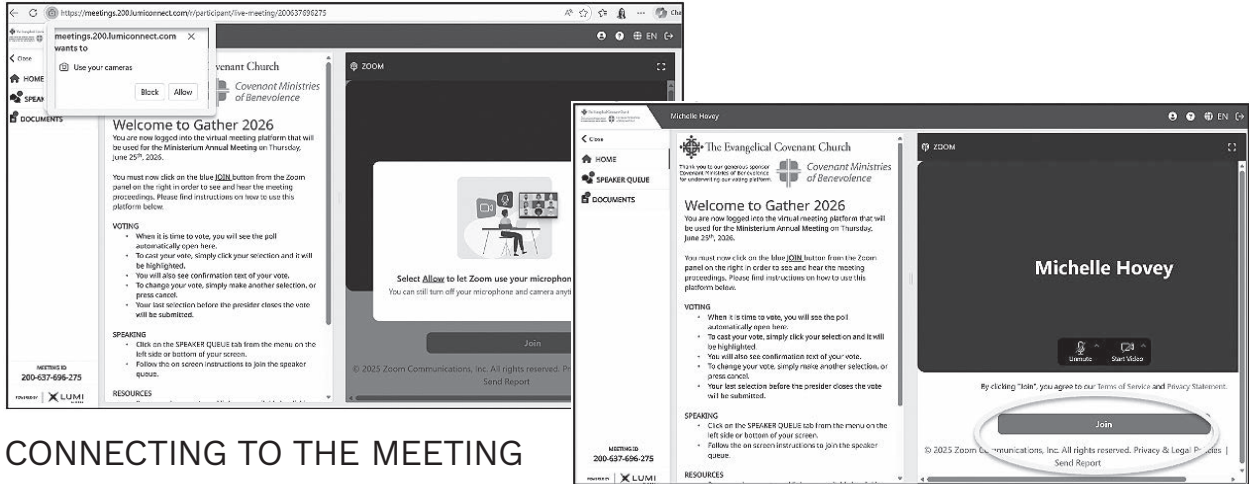 https://meetings.200.lumiconnect.com/r/participant/live-meeting/200637696275
meetings.200.lumiconnect.com
wants to
Use your cameras
Block Allow
EN
Close
HOME
SPEAK
DOCUMENTS
MEETING ID
200-637-696-275
POWERED BY LUMI
venant Church
Covenant Ministries
of Benevolence
Welcome to Gather 2026
You are now logged into the virtual meeting platform that will
be used for the Ministerium Annual Meeting on Thursday,
June 25th, 2026.
You must now click on the blue JOIN button from the Zoom
panel on the right in order to see and hear the meeting
proceedings. Please find instructions on how to use this
platform below.
VOTING
• When it is time to vote, you will see the poll
automatically open here.
• To cast your vote, simply click your selection and it will
be highlighted.
• You will also see confirmation text of your vote.
• To change your vote, simply make another selection, or
press cancel.
• Your last selection before the presider closes the vote
will be submitted.
SPEAKING
• Click on the SPEAKER QUEUE tab from the menu on the
left side or bottom of your screen.
• Follow the on screen instructions to join the speaker
queue.
RESOURCES
ZOOM
Select Allow to let Zoom use your microphon
You can still turn off your microphone and camera anyti
Join
© 2025 Zoom Communications, Inc. All rights reserved. Pr
Send Report
Michelle Hovey
EN
Close
HOME
SPEAKER QUEUE
DOCUMENTS
MEETING ID
200-637-696-275
POWERED BY LUMI
The Evangelical Covenant Church
Thank you to our generous sponsor
Covenant Ministries of Benevolence
for underwriting our voting platform.
Covenant Ministries
of Benevolence
Welcome to Gather 2026
You are now logged into the virtual meeting platform that will
be used for the Ministerium Annual Meeting on Thursday,
June 25th, 2026.
You must now click on the blue JOIN button from the Zoom
panel on the right in order to see and hear the meeting
proceedings. Please find instructions on how to use this
platform below.
VOTING
• When it is time to vote, you will see the poll
automatically open here.
• To cast your vote, simply click your selection and it will
be highlighted.
• You will also see confirmation text of your vote.
• To change your vote, simply make another selection, or
press cancel.
• Your last selection before the presider closes the vote
will be submitted.
SPEAKING
• Click on the SPEAKER QUEUE tab from the menu on the
left side or bottom of your screen.
• Follow the on screen instructions to join the speaker
queue.
RESOURCES
ZOOM
Michelle Hovey
Unmute Start Video
By clicking "Join", you agree to our Terms of Service and Privacy Statement.
Join
© 2025 Zoom Communications, Inc. All rights reserved. Privacy & Legal Policies |
Send Report
CONNECTING TO THE MEETING